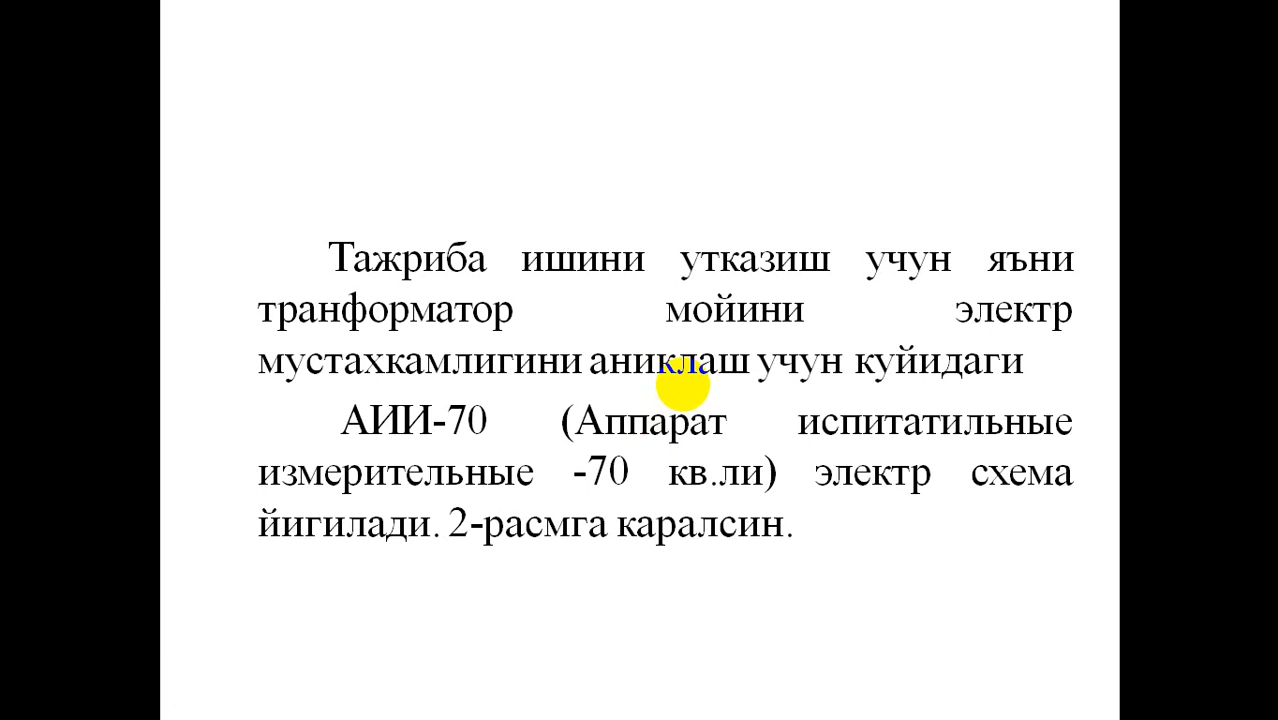 Тажриба ишини утказиш учун яъни
транформатор мойини электр
мустахкамлигини аниклаш учун куйидаги
АИИ-70 (Аппарат испитатильные
измерительные -70 кв.ли) электр схема
йигилади. 2-расмга каралсин.